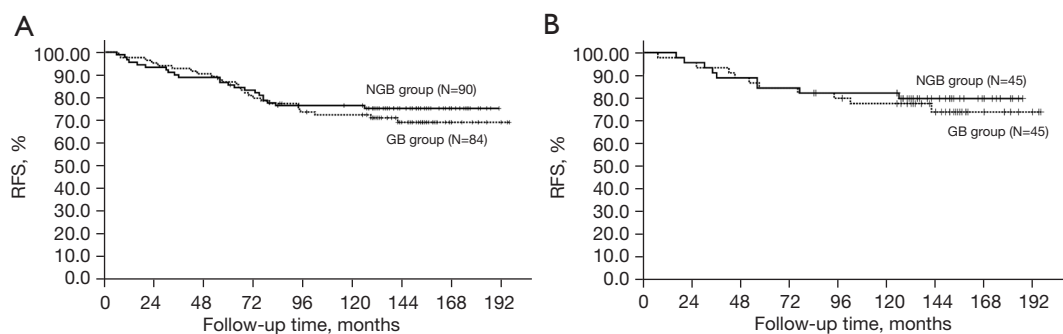 A
100.00
90.0
80.0
70.0
60.0
50.0
40.0
30.0
20.0
10.0
0.0
RFS, %
NGB group (N=90)
GB group (N=84)
0 24 48 72 96 120 144 168 192
Follow-up time, months
B
100.00
90.0
80.0
70.0
60.0
50.0
40.0
30.0
20.0
10.0
0.0
RFS, %
NGB group (N=45)
GB group (N=45)
0 24 48 72 96 120 144 168 192
Follow-up time, months